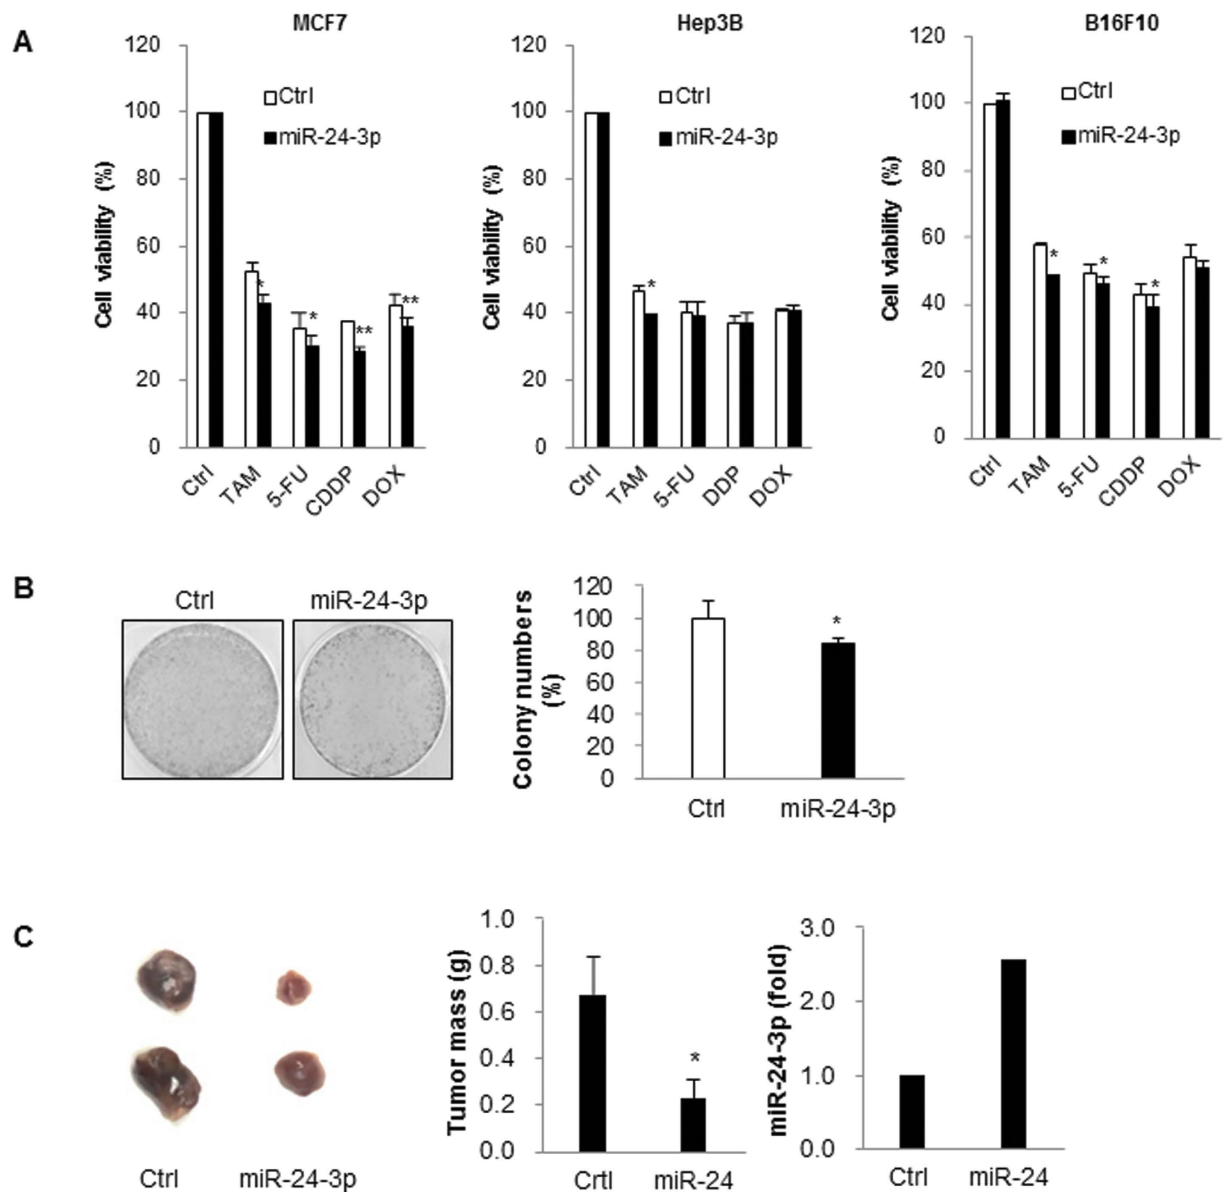 A
MCF7
Cell viability (%)
120
100
80
60
40
20
0
Ctrl
miR-24-3p
*
*
**
**
Ctrl
TAM
5-FU
CDDP
DOX
Hep3B
Cell viability (%)
120
100
80
60
40
20
0
Ctrl
miR-24-3p
*
Ctrl
TAM
5-FU
DDP
DOX
B16F10
Cell viability (%)
120
100
80
60
40
20
0
Ctrl
miR-24-3p
*
*
*
Ctrl
TAM
5-FU
CDDP
DOX
B
Ctrl
miR-24-3p
Colony numbers
(%)
120
100
80
60
40
20
0
*
Ctrl
miR-24-3p
C
Ctrl
miR-24-3p
Tumor mass (g)
1.0
0.8
0.6
0.4
0.2
0.0
*
Crtl
miR-24
miR-24-3p (fold)
3.0
2.0
1.0
0.0
Ctrl
miR-24